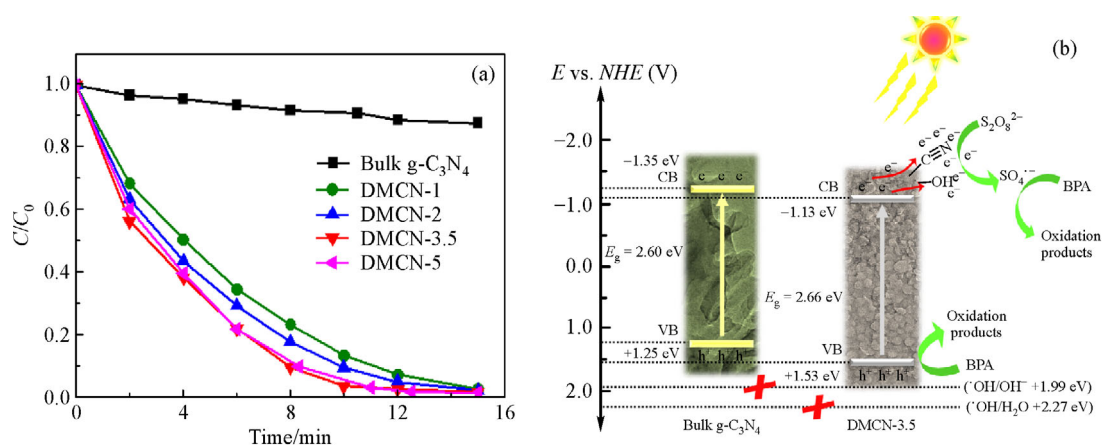 (a)
1.0
0.8
0.6
0.4
0.2
0.0
C/C₀
0
4
8
12
16
Time/min
Bulk g-C₃N₄
DMCN-1
DMCN-2
DMCN-3.5
DMCN-5
(b)
E vs. NHE (V)
-2.0
-1.0
0.0
1.0
2.0
−1.35 eV
CB
e⁻ e⁻ e⁻
E_g = 2.60 eV
VB
+1.25 eV
h⁺ h⁺ h⁺
Bulk g-C₃N₄
CB
−1.13 eV
e⁻ e⁻
e⁻
C≡N
e⁻ e⁻ e⁻
e⁻ e⁻
OH
e⁻
E_g = 2.66 eV
VB
+1.53 eV
h⁺ h⁺ h⁺
DMCN-3.5
S₂O₈²⁻
SO₄•⁻
BPA
Oxidation
products
Oxidation
products
BPA
(˙OH/OH⁻ +1.99 eV)
(˙OH/H₂O +2.27 eV)